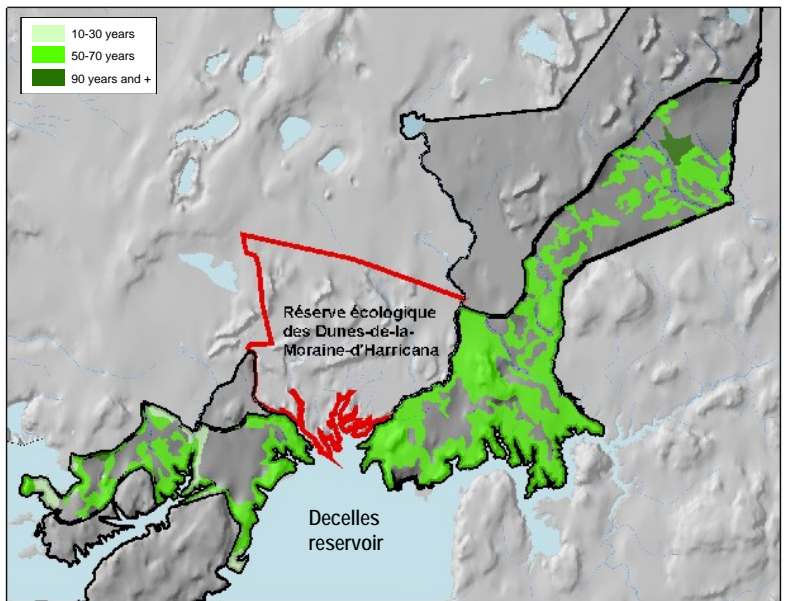 10-30 years
50-70 years
90 years and +
Réserve écologique
des Dunes-de-la-
Moraine-d'Harricana
Decelles
reservoir